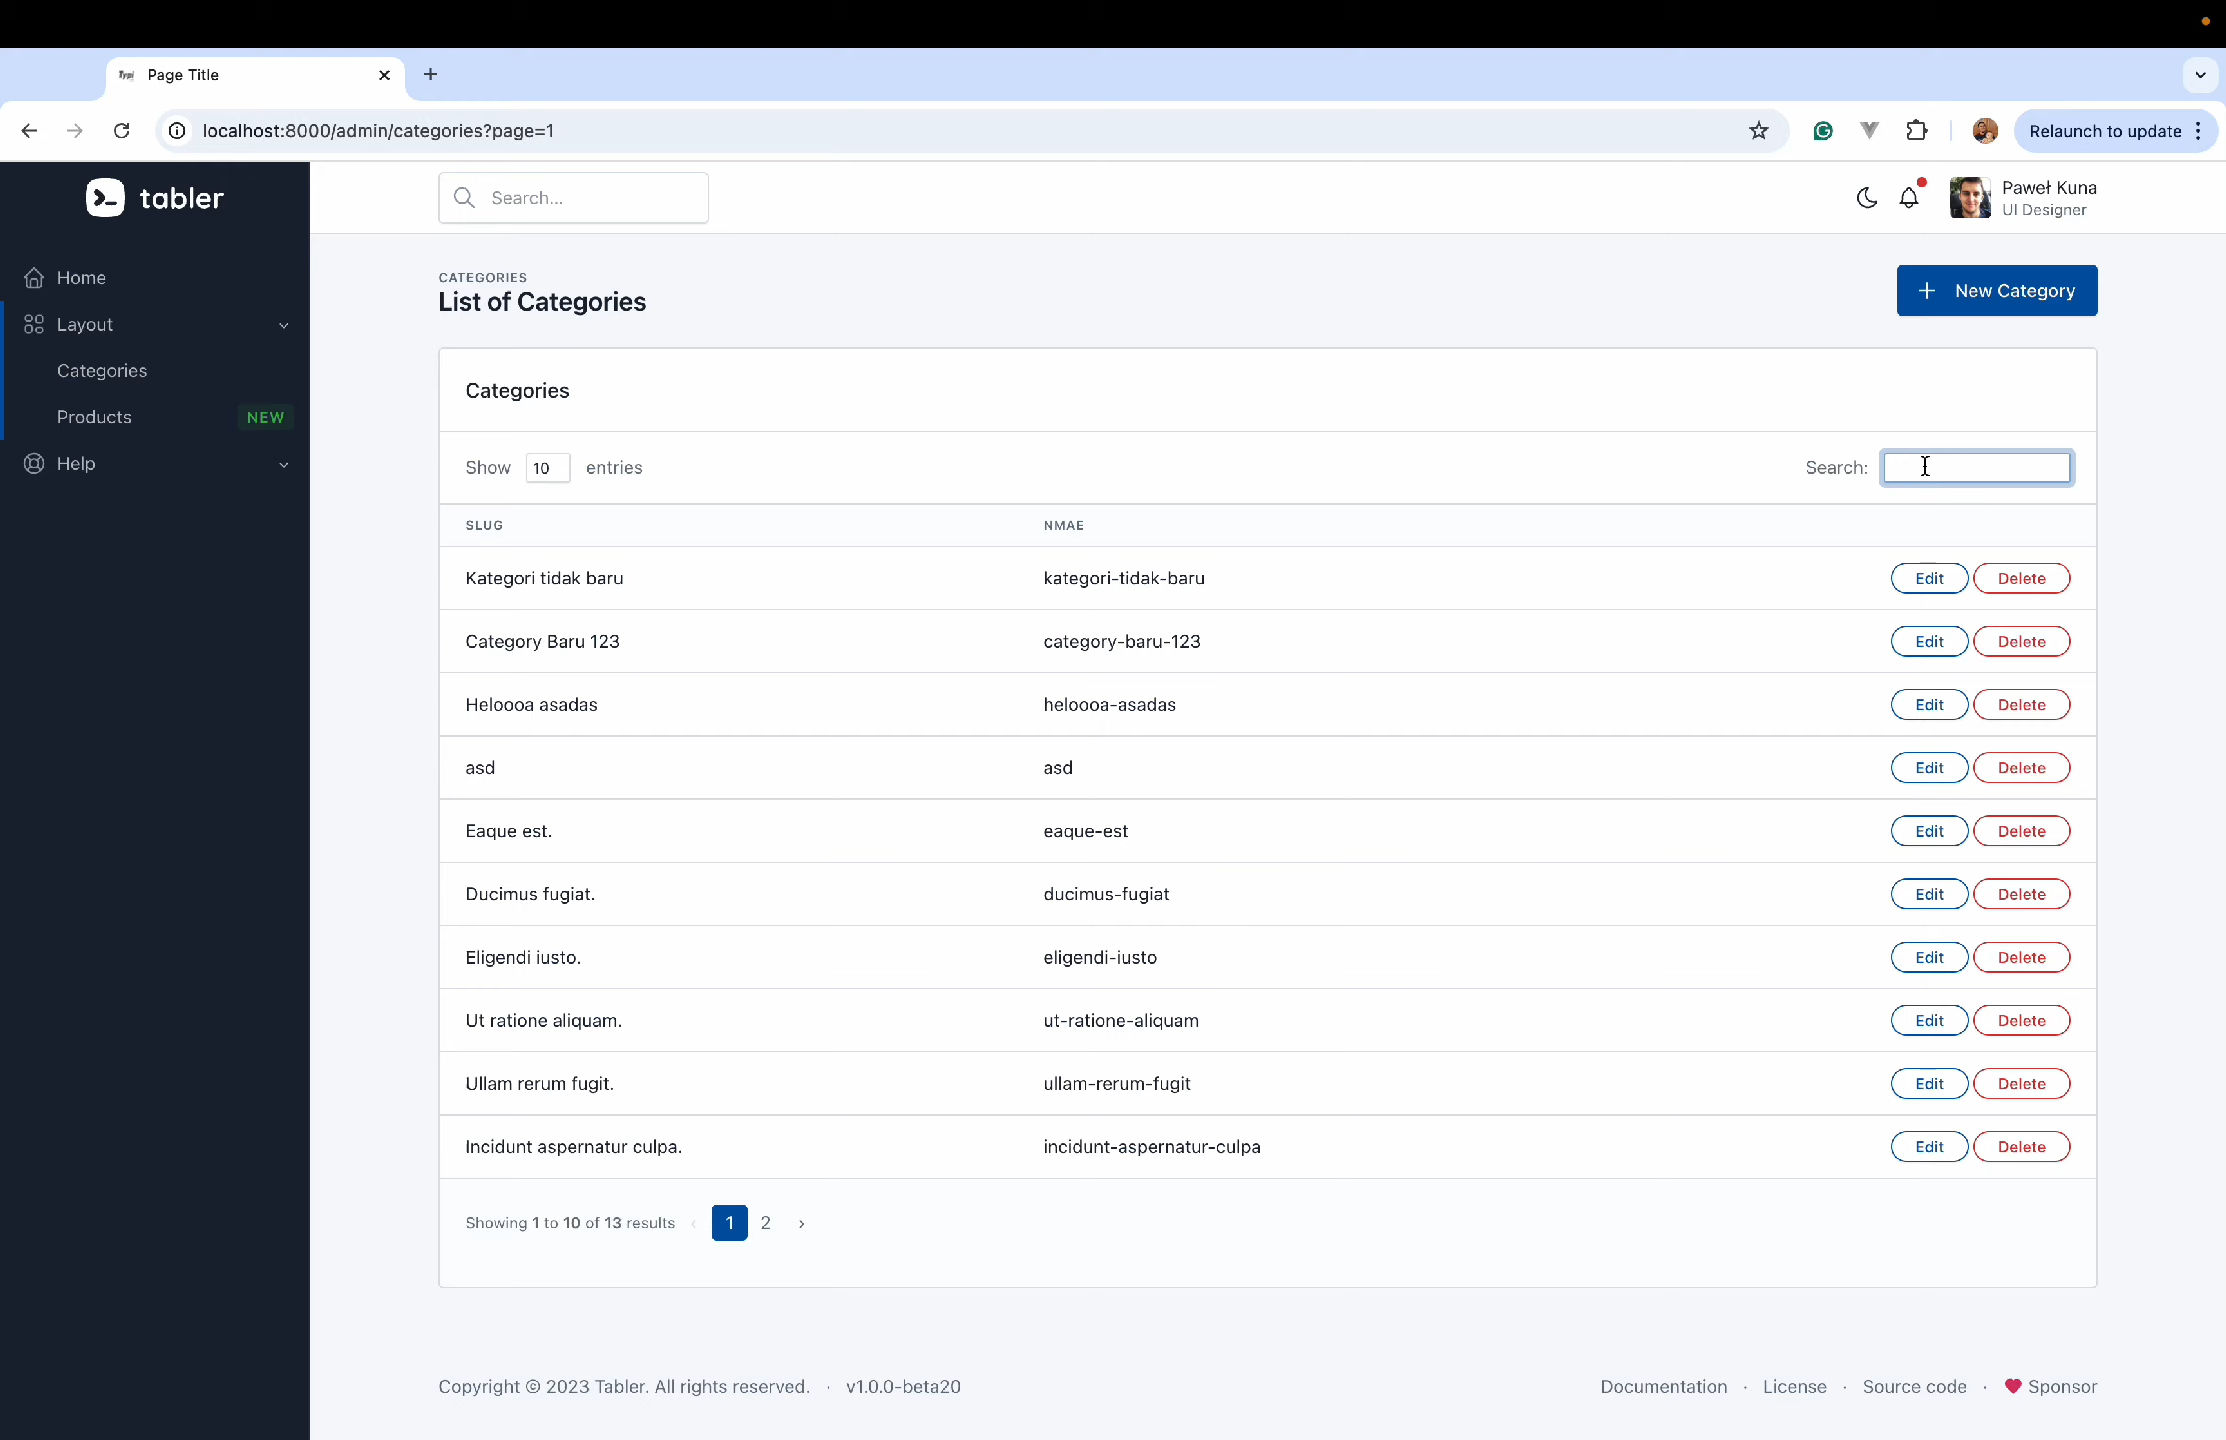 Page Title
localhost:8000/admin/categories?page=1
Relaunch to update
tabler
Search...
Paweł Kuna
UI Designer
Home
Layout
Categories
Products NEW
Help
CATEGORIES
List of Categories
New Category
Categories
Show 10 entries Search:
SLUG NMAE
Kategori tidak baru kategori-tidak-baru Edit Delete
Category Baru 123 category-baru-123 Edit Delete
Heloooa asadas heloooa-asadas Edit Delete
asd asd Edit Delete
Eaque est. eaque-est Edit Delete
Ducimus fugiat. ducimus-fugiat Edit Delete
Eligendi iusto. eligendi-iusto Edit Delete
Ut ratione aliquam. ut-ratione-aliquam Edit Delete
Ullam rerum fugit. ullam-rerum-fugit Edit Delete
Incidunt aspernatur culpa. incidunt-aspernatur-culpa Edit Delete
Showing 1 to 10 of 13 results ‹ 1 2 ›
Copyright © 2023 Tabler. All rights reserved. · v1.0.0-beta20
Documentation · License · Source code · Sponsor